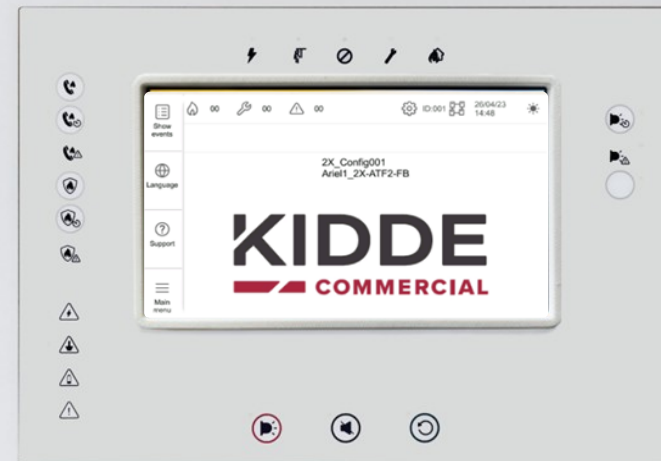 00 00 00 ID:001 26/04/23
14:48
Show
events
2X_Config001
Ariel1_2X-ATF2-FB
Language
Support
KIDDE
COMMERCIAL
Main
menu